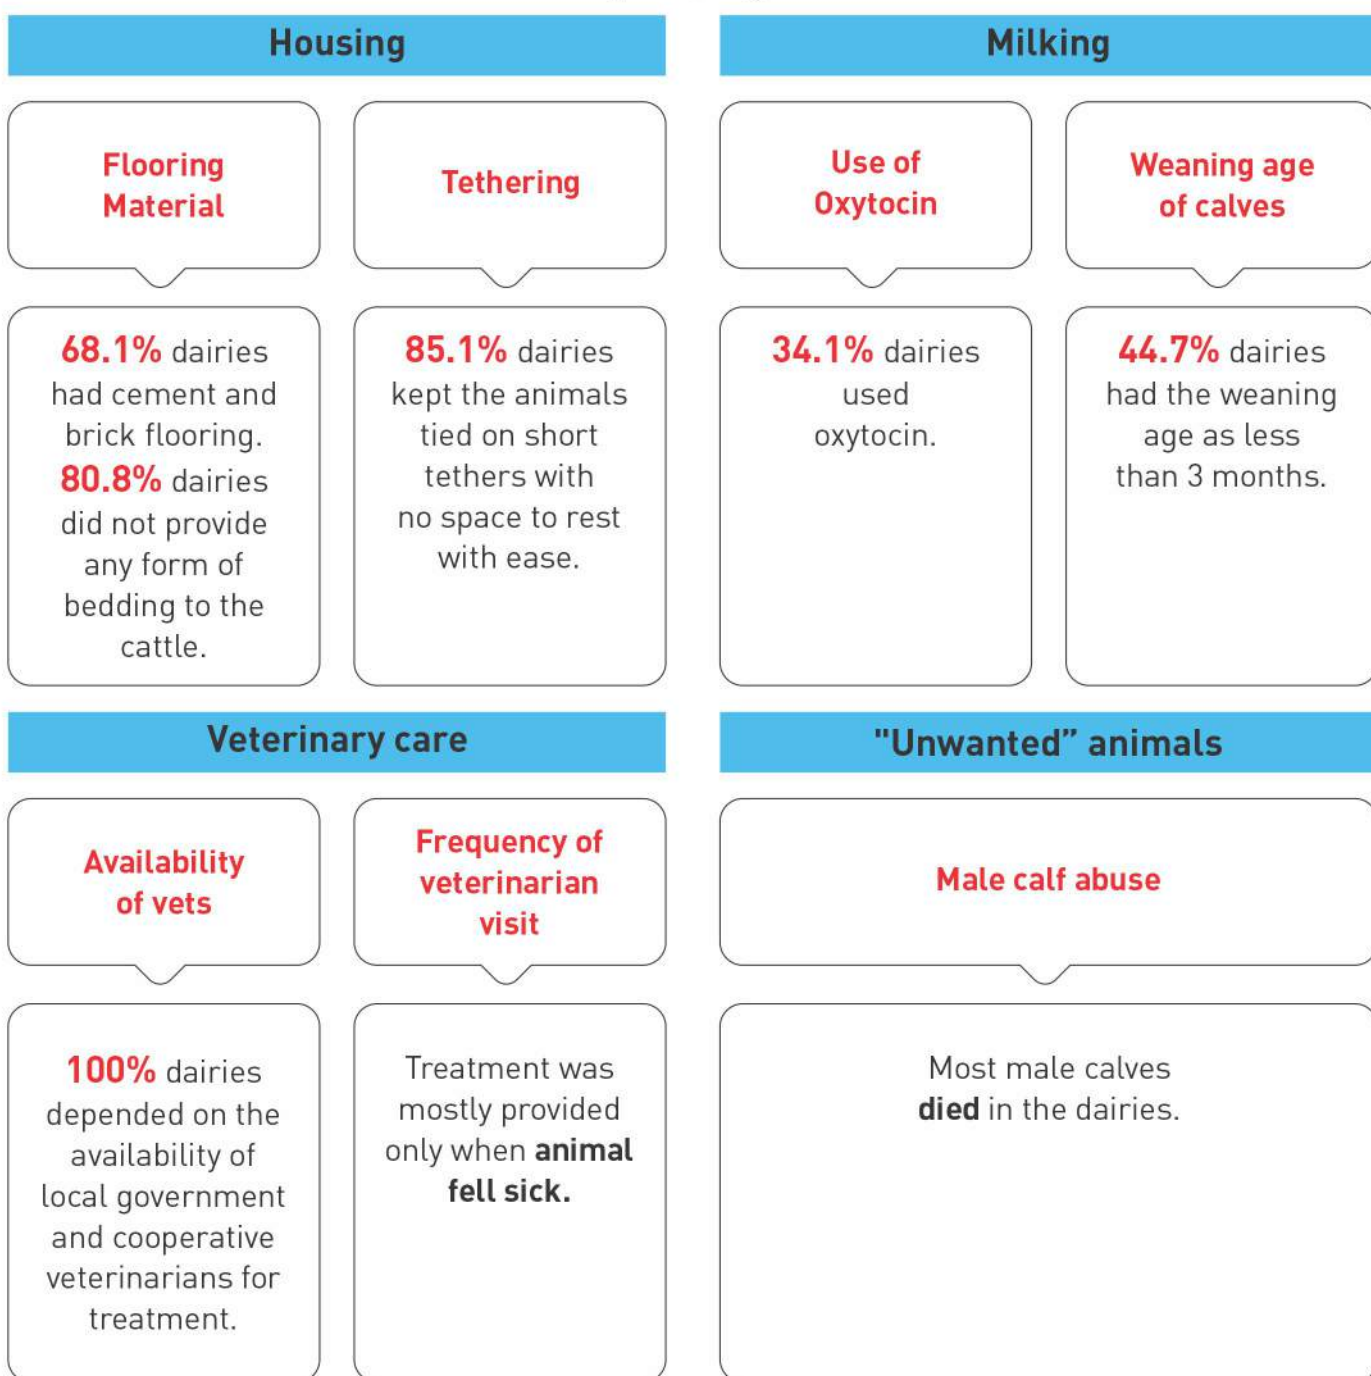 Housing
Milking
Flooring
Material
Tethering
Use of
Oxytocin
Weaning age
of calves
68.1% dairies
had cement and
brick flooring.
80.8% dairies
did not provide
any form of
bedding to the
cattle.
85.1% dairies
kept the animals
tied on short
tethers with
no space to rest
with ease.
34.1% dairies
used
oxytocin.
44.7% dairies
had the weaning
age as less
than 3 months.
Veterinary care
"Unwanted” animals
Availability
of vets
Frequency of
veterinarian
visit
Male calf abuse
100% dairies
depended on the
availability of
local government
and cooperative
veterinarians for
treatment.
Treatment was
mostly provided
only when animal
fell sick.
Most male calves
died in the dairies.